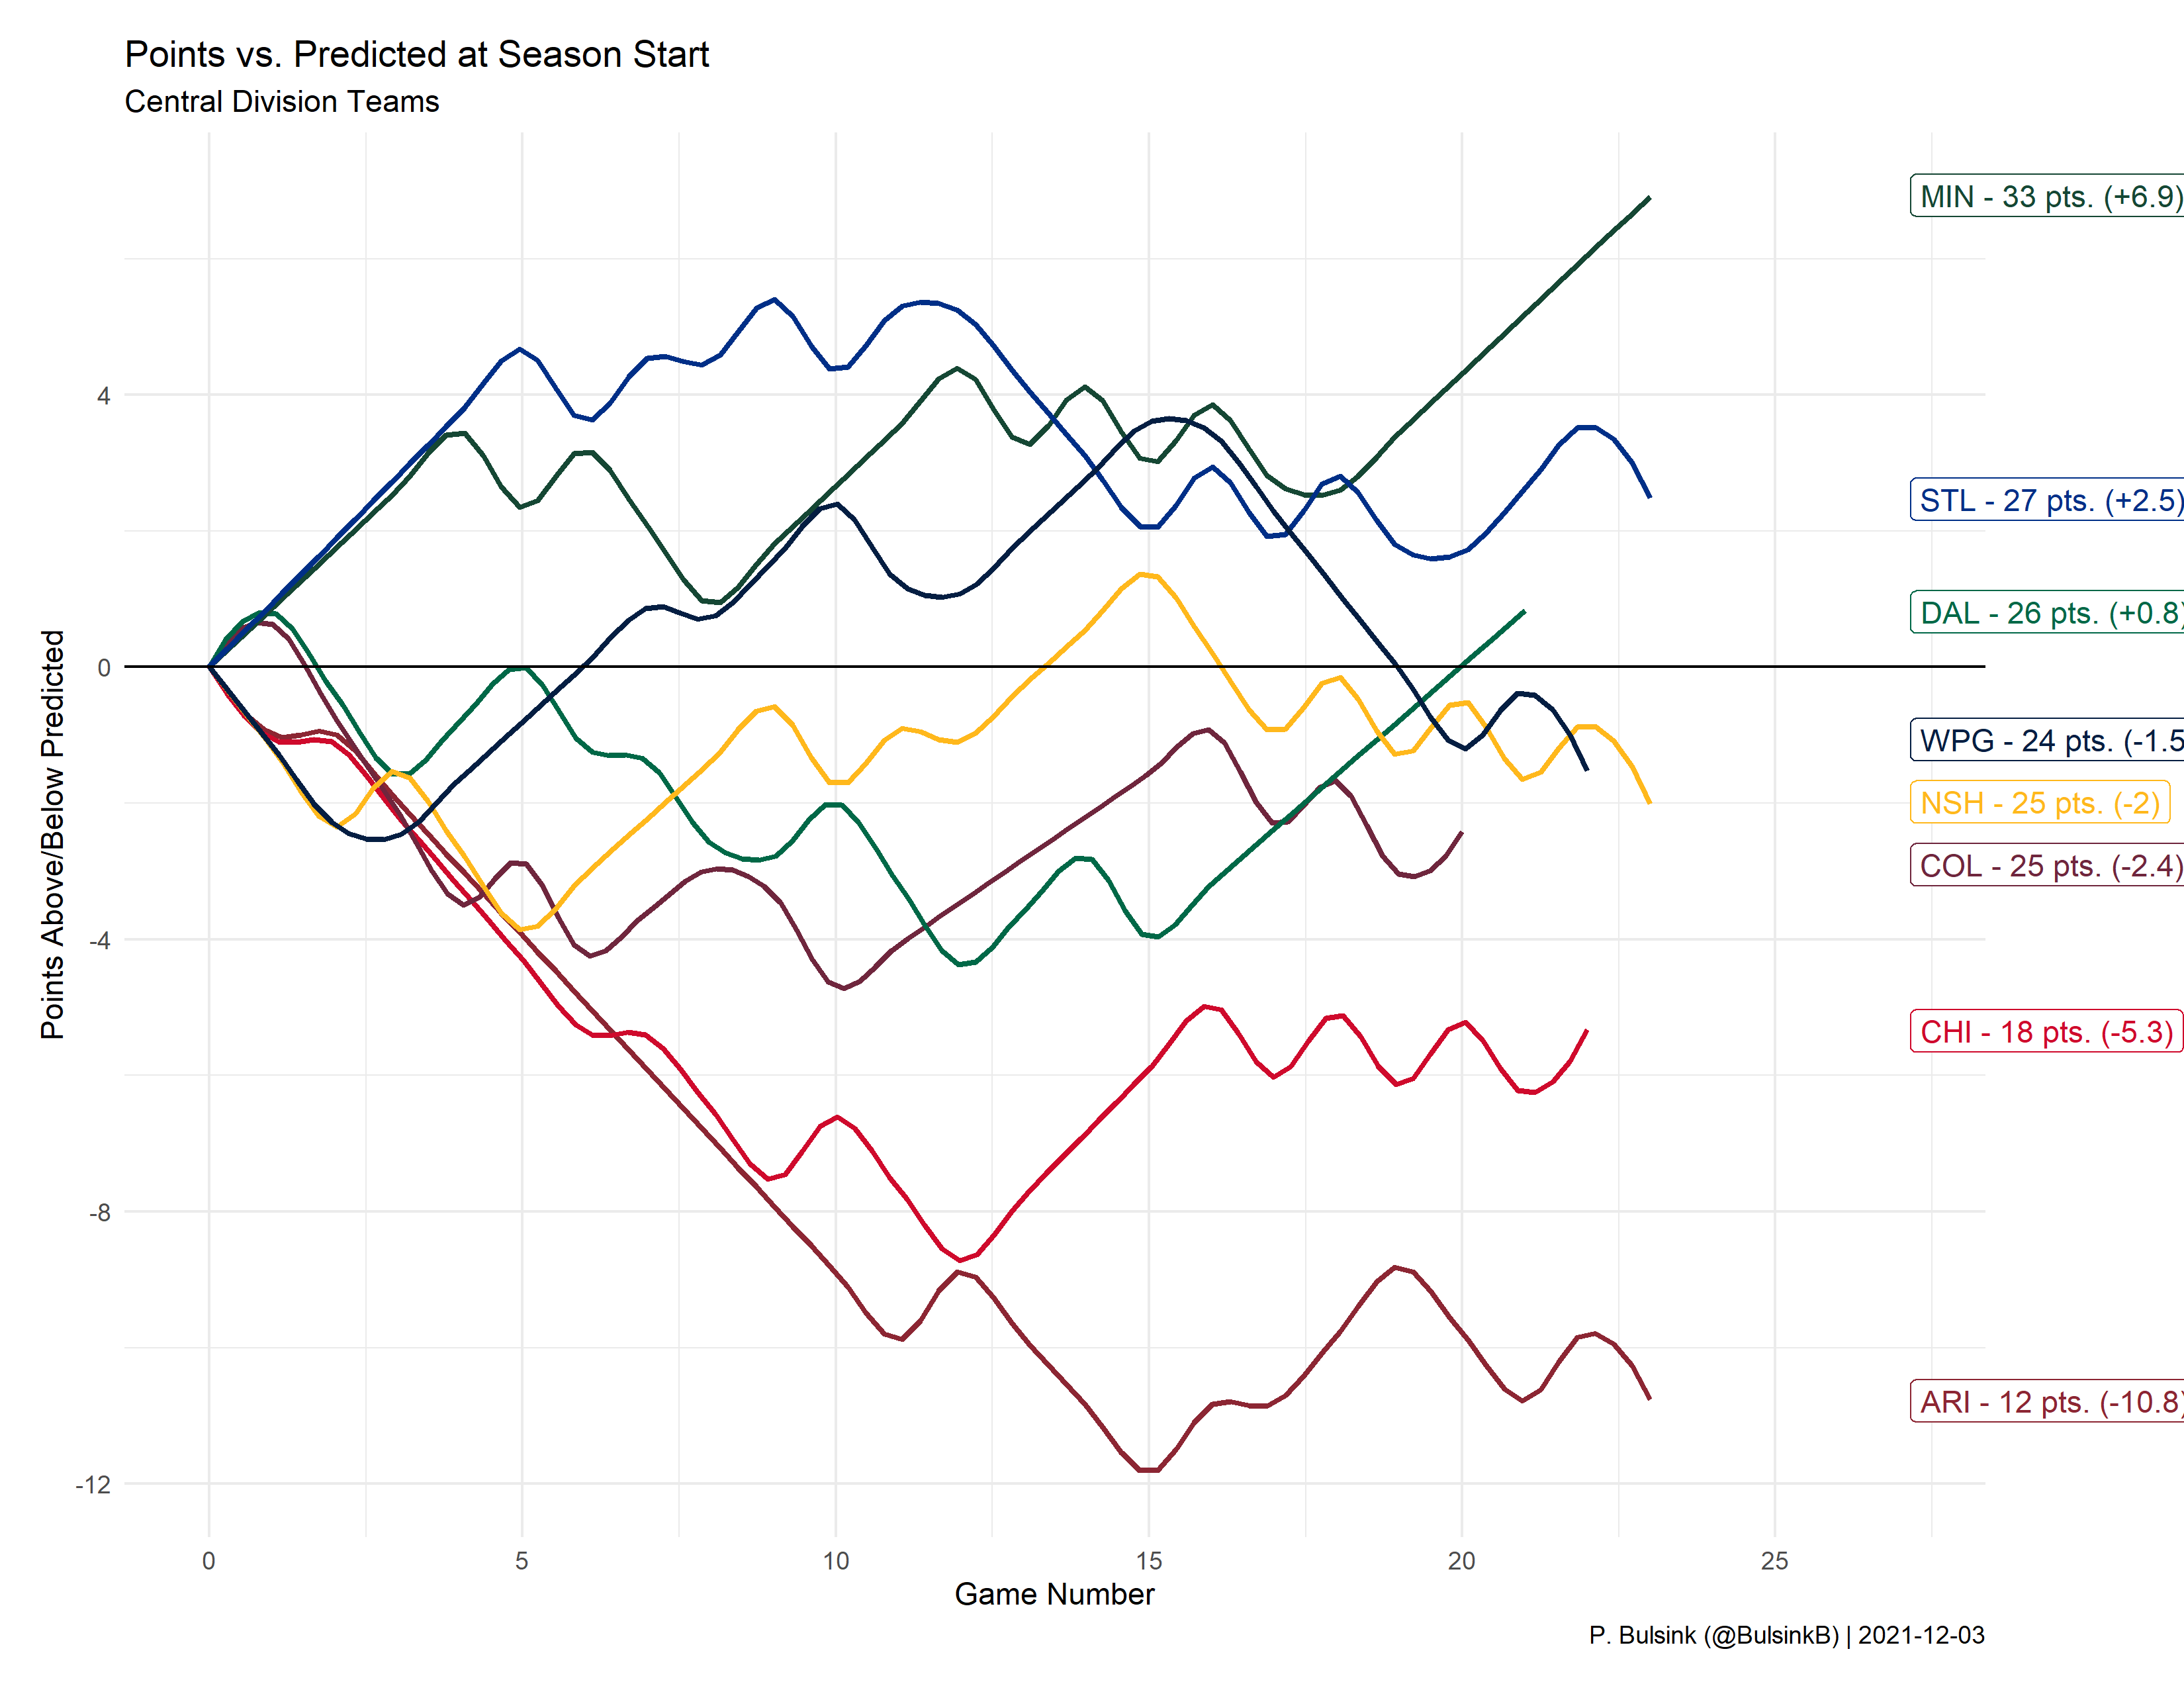 Points vs. Predicted at Season Start
Central Division Teams
MIN - 33 pts. (+6.9)
STL - 27 pts. (+2.5)
DAL - 26 pts. (+0.8)
WPG - 24 pts. (-1.5
NSH - 25 pts. (-2)
COL - 25 pts. (-2.4)
CHI - 18 pts. (-5.3)
ARI - 12 pts. (-10.8)
Points Above/Below Predicted
4
0
-4
-8
-12
0 5 10 15 20 25
Game Number
P. Bulsink (@BulsinkB) | 2021-12-03